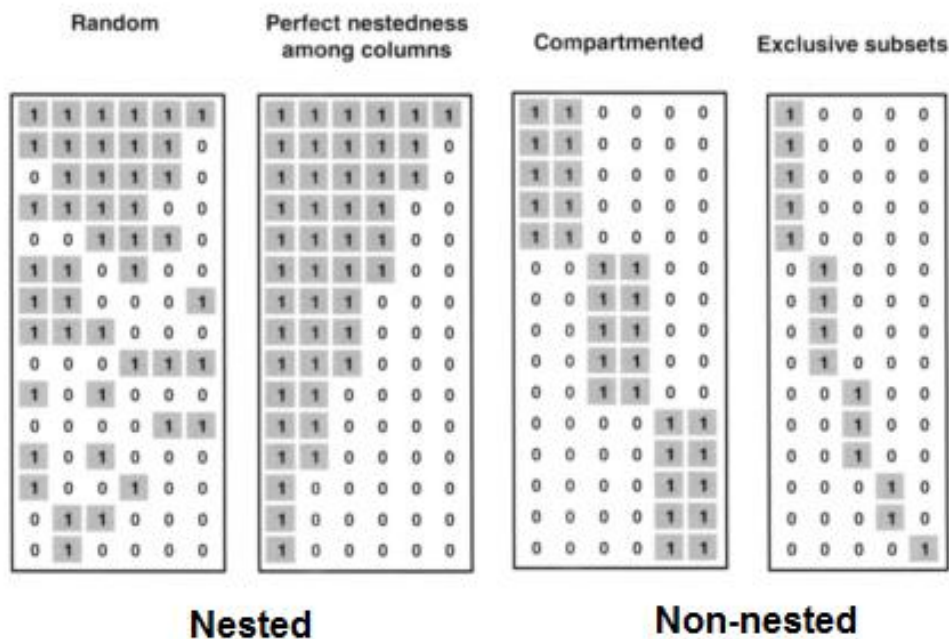 Random
1 1 1 1 1 1
1 1 1 1 1 0
0 1 1 1 1 0
1 1 1 1 0 0
0 0 1 1 1 0
1 1 0 1 0 0
1 1 0 0 0 1
1 1 1 0 0 0
0 0 0 1 1 1
1 0 1 0 0 0
0 0 0 0 1 1
1 0 1 0 0 0
1 0 0 1 0 0
0 1 1 0 0 0
0 1 0 0 0 0
Perfect nestedness
among columns
1 1 1 1 1 1
1 1 1 1 1 0
1 1 1 1 1 0
1 1 1 1 0 0
1 1 1 1 0 0
1 1 1 1 0 0
1 1 1 0 0 0
1 1 1 0 0 0
1 1 1 0 0 0
1 1 0 0 0 0
1 1 0 0 0 0
1 1 0 0 0 0
1 0 0 0 0 0
1 0 0 0 0 0
1 0 0 0 0 0
Compartmented
1 1 0 0 0 0
1 1 0 0 0 0
1 1 0 0 0 0
1 1 0 0 0 0
1 1 0 0 0 0
0 0 1 1 0 0
0 0 1 1 0 0
0 0 1 1 0 0
0 0 1 1 0 0
0 0 1 1 0 0
0 0 0 0 1 1
0 0 0 0 1 1
0 0 0 0 1 1
0 0 0 0 1 1
0 0 0 0 1 1
Exclusive subsets
1 0 0 0 0
1 0 0 0 0
1 0 0 0 0
1 0 0 0 0
1 0 0 0 0
0 1 0 0 0
0 1 0 0 0
0 1 0 0 0
0 1 0 0 0
0 0 1 0 0
0 0 1 0 0
0 0 1 0 0
0 0 0 1 0
0 0 0 1 0
0 0 0 0 1
Nested
Non-nested